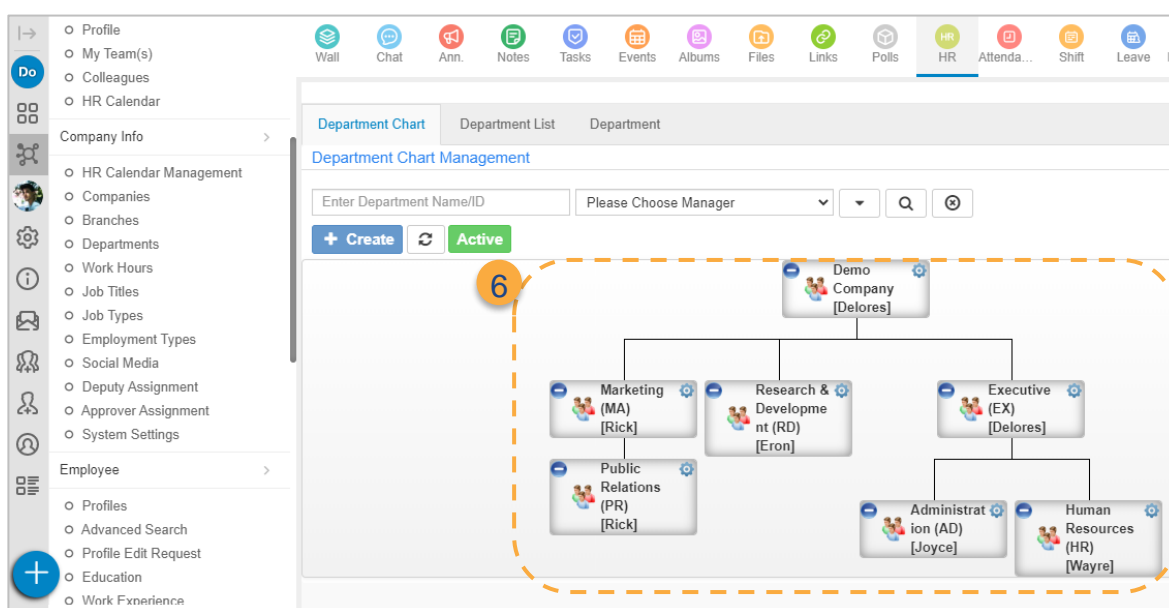 Do
Profile
My Team(s)
Colleagues
HR Calendar
Company Info
HR Calendar Management
Companies
Branches
Departments
Work Hours
Job Titles
Job Types
Employment Types
Social Media
Deputy Assignment
Approver Assignment
System Settings
Employee
Profiles
Advanced Search
Profile Edit Request
Education
Work Experience
Wall
Chat
Ann.
Notes
Tasks
Events
Albums
Files
Links
Polls
HR
HR
Attenda...
Shift
Leave
Department Chart
Department List
Department
Department Chart Management
Enter Department Name/ID
Please Choose Manager
Create
Active
6
Demo
Company
[Delores]
Marketing
(MA)
[Rick]
Research &
Developme
nt (RD)
[Eron]
Executive
(EX)
[Delores]
Public
Relations
(PR)
[Rick]
Administrat
ion (AD)
[Joyce]
Human
Resources
(HR)
[Wayre]